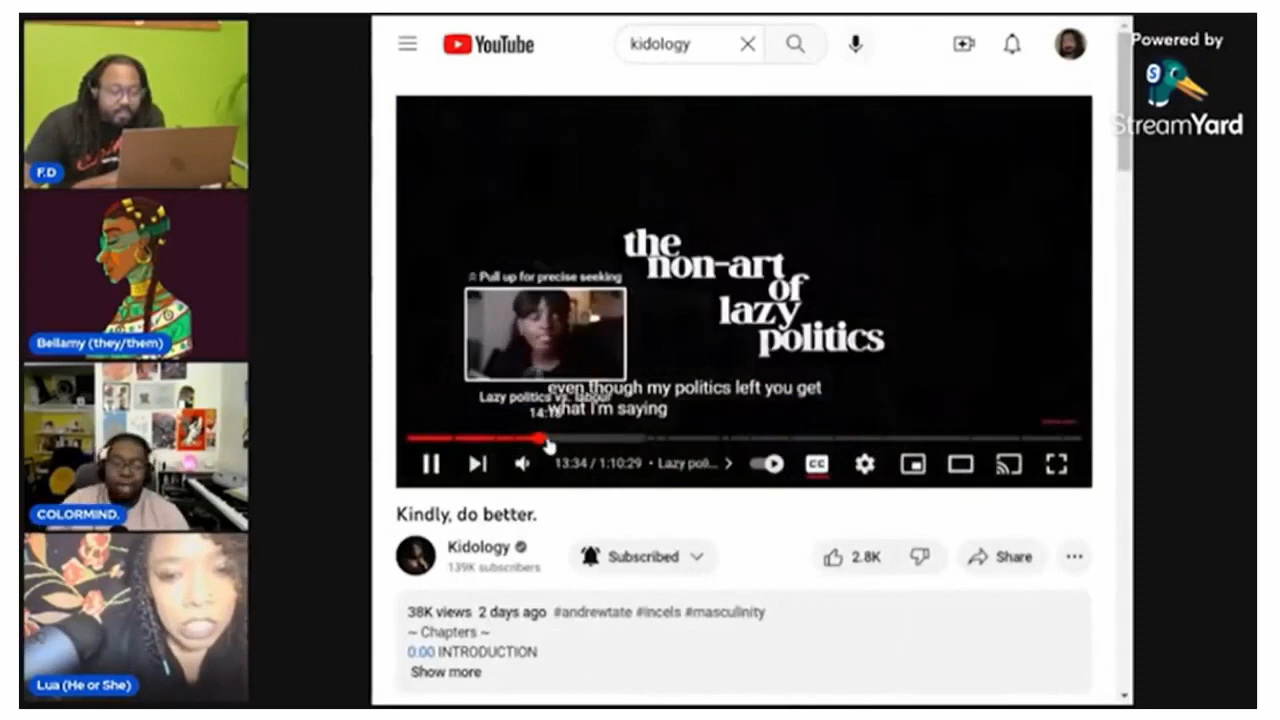 F.D
Bellamy (they/them)
COLORMIND.
Lua (He or She)
YouTube
kidology
Powered by
StreamYard
the
non-art
of
lazy
politics
Pull up for precise seeking
even though my politics left you get
what I'm saying
Lazy politics vs. labour
13:34 / 1:10:29 • Lazy poli...
CC
Kindly, do better.
Kidology
139K subscribers
Subscribed
2.8K
Share
38K views 2 days ago #andrewtate #incels #masculinity
~ Chapters ~
0:00 INTRODUCTION
Show more